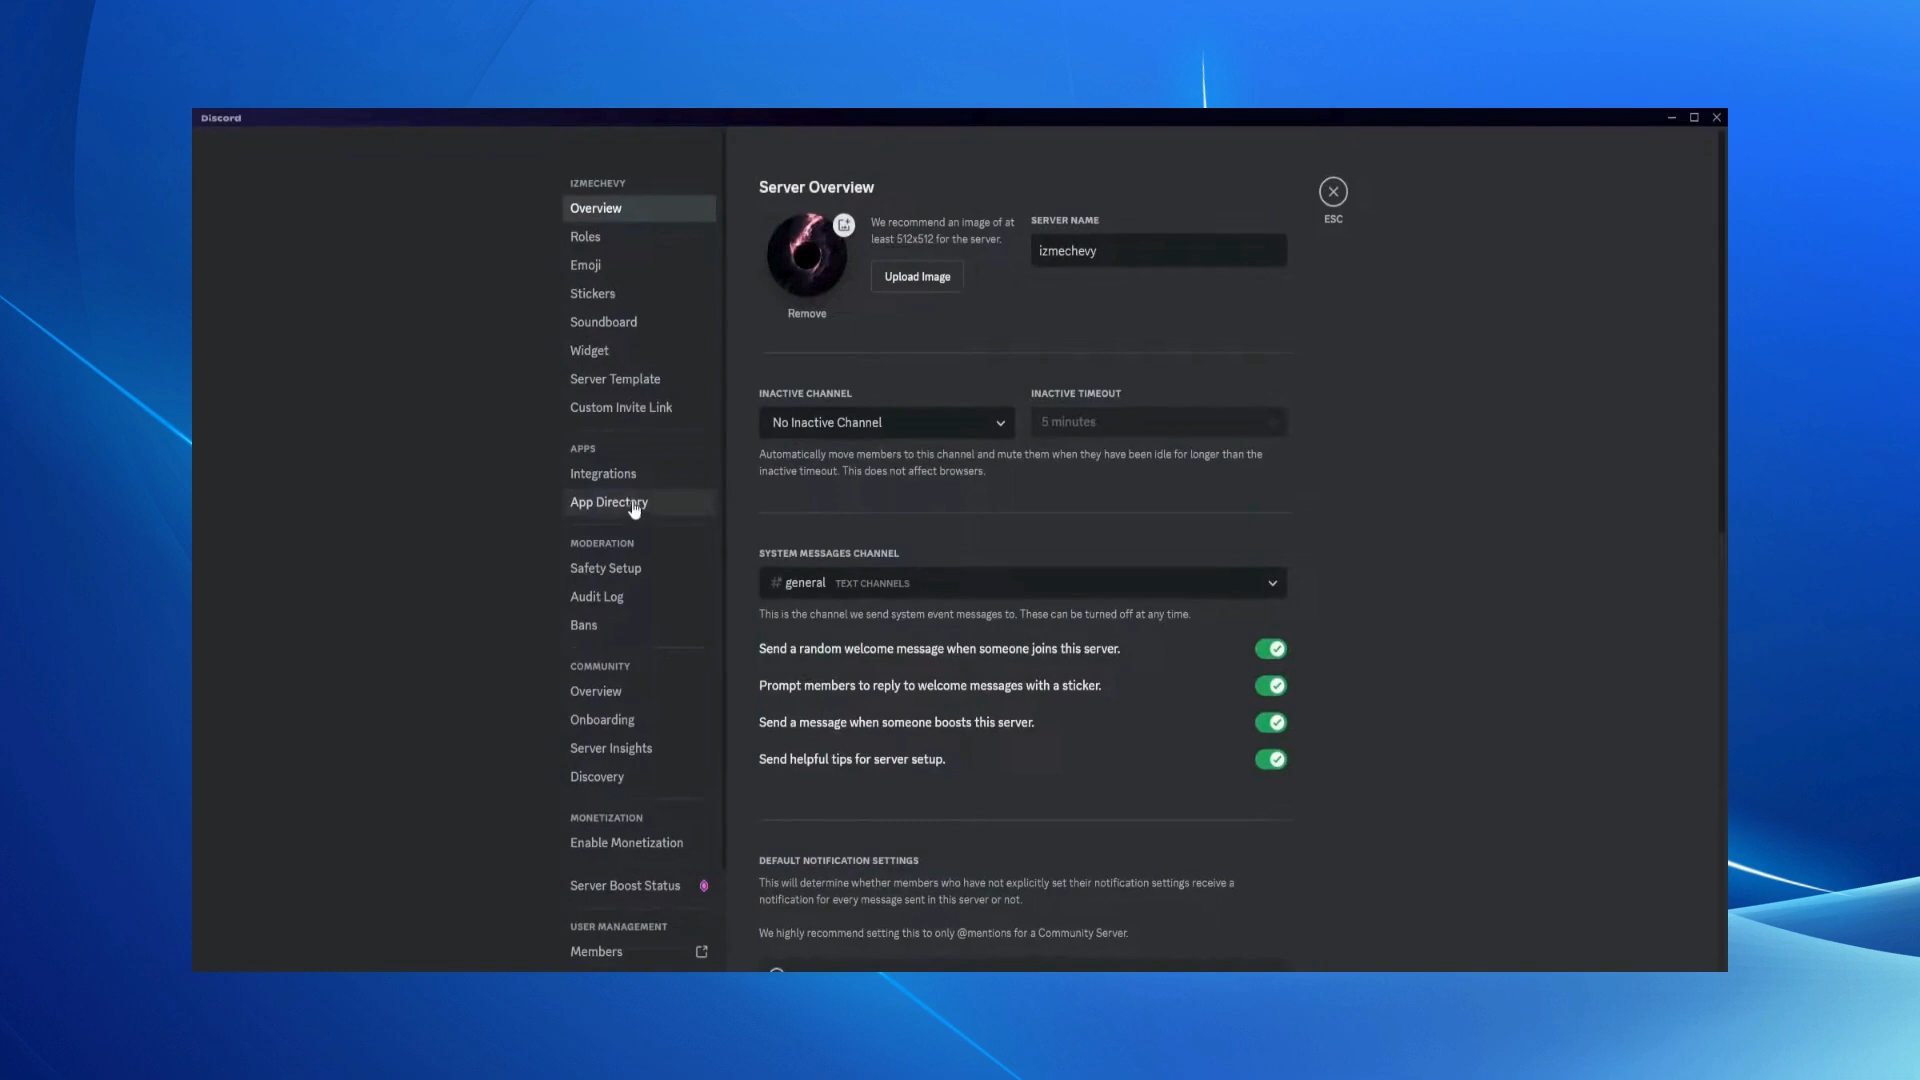 Discord
IZMECHEVY
Overview
Roles
Emoji
Stickers
Soundboard
Widget
Server Template
Custom Invite Link
APPS
Integrations
App Directory
MODERATION
Safety Setup
Audit Log
Bans
COMMUNITY
Overview
Onboarding
Server Insights
Discovery
MONETIZATION
Enable Monetization
Server Boost Status
USER MANAGEMENT
Members
Server Overview
We recommend an image of at
least 512x512 for the server.
Upload Image
Remove
SERVER NAME
izmechevy
ESC
INACTIVE CHANNEL
No Inactive Channel
INACTIVE TIMEOUT
5 minutes
Automatically move members to this channel and mute them when they have been idle for longer than the
inactive timeout. This does not affect browsers.
SYSTEM MESSAGES CHANNEL
# general TEXT CHANNELS
This is the channel we send system event messages to. These can be turned off at any time.
Send a random welcome message when someone joins this server.
Prompt members to reply to welcome messages with a sticker.
Send a message when someone boosts this server.
Send helpful tips for server setup.
DEFAULT NOTIFICATION SETTINGS
This will determine whether members who have not explicitly set their notification settings receive a
notification for every message sent in this server or not.
We highly recommend setting this to only @mentions for a Community Server.